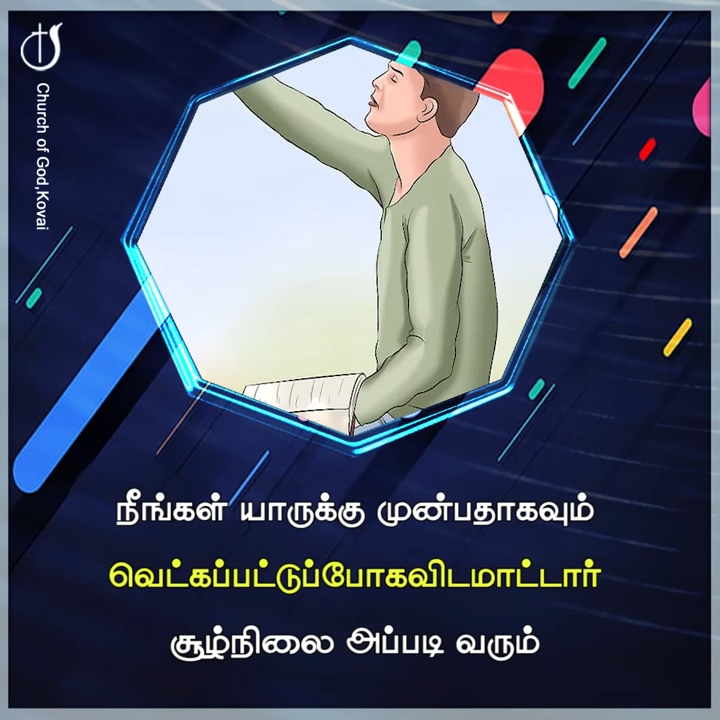 Church of God,Kovai
நீங்கள் யாருக்கு முன்பதாகவும்
வெட்கப்பட்டுப்போகவிடமாட்டார்
சூழ்நிலை அப்படி வரும்